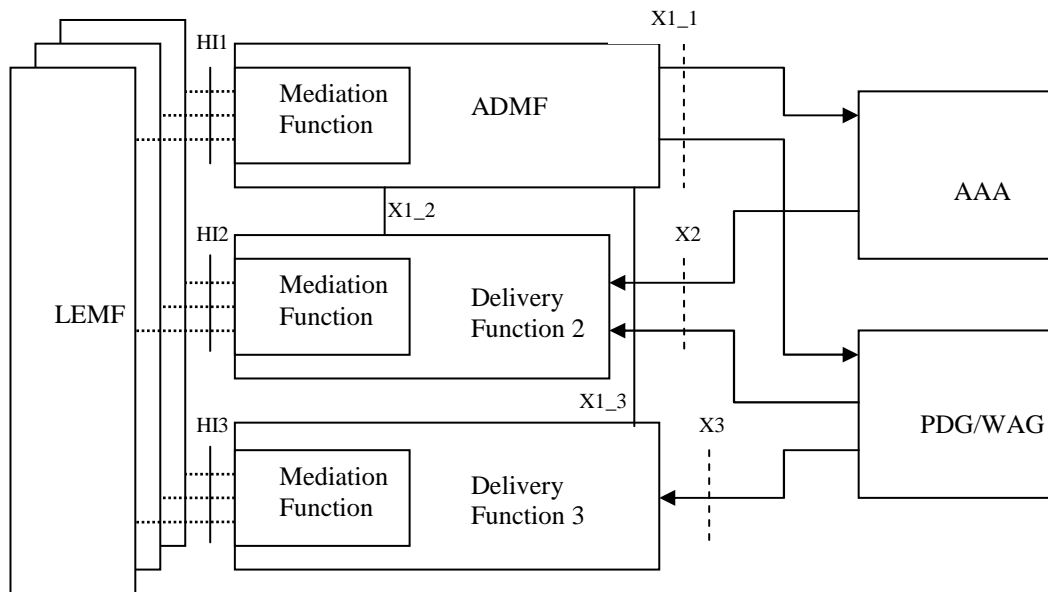 X1_1
HI1
Mediation
Function
ADMF
AAA
X1_2
HI2
X2
Mediation
Function
Delivery
Function 2
LEMF
X1_3
HI3
X3
PDG/WAG
Mediation
Function
Delivery
Function 3